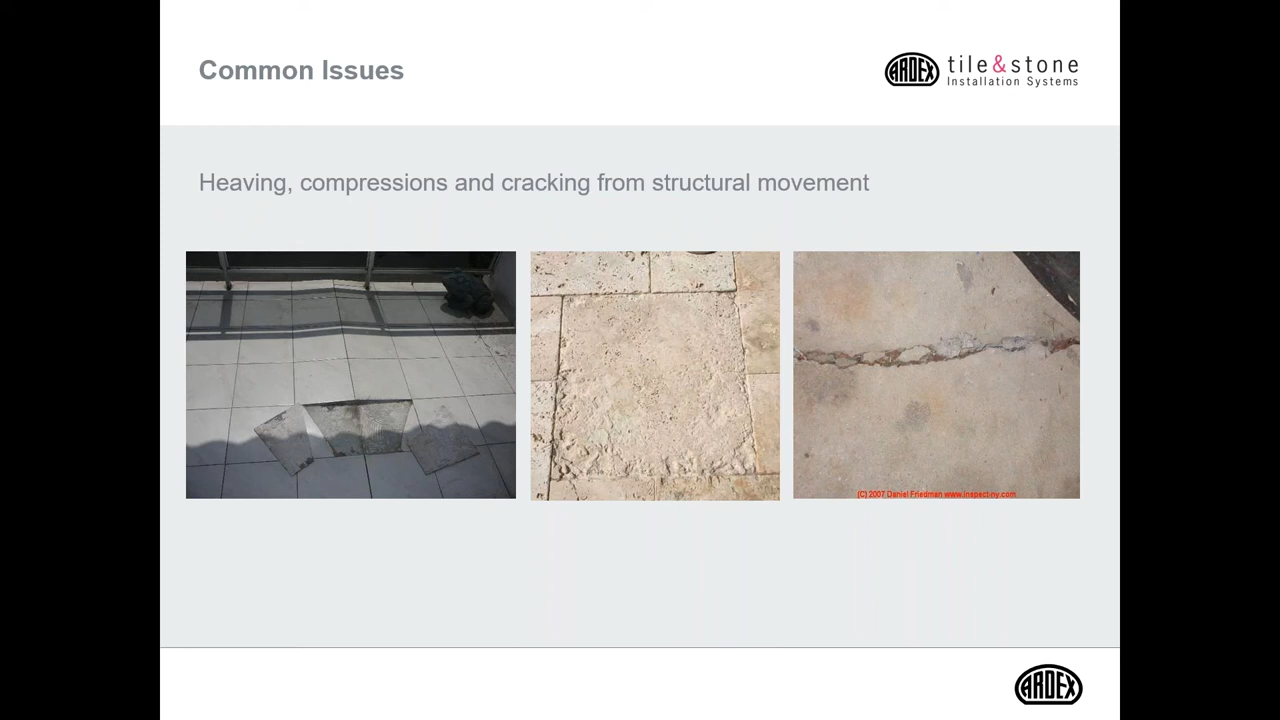 Common Issues
ARDEX
tile&stone
Installation Systems
Heaving, compressions and cracking from structural movement
(C) 2007 Daniel Friedman www.inspect-ny.com
ARDEX